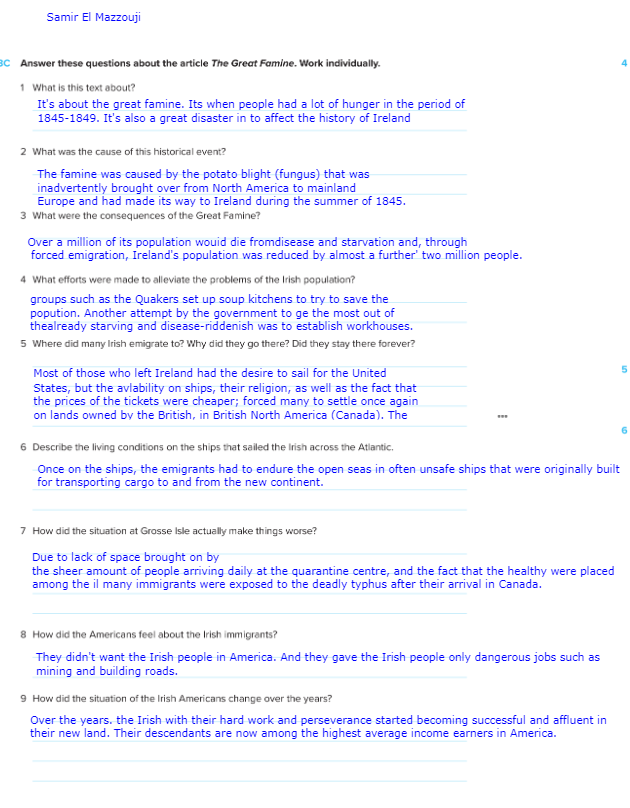 Samir El Mazzouji
3C Answer these questions about the article The Great Famine. Work individually. 4
1 What is this text about?
It's about the great famine. Its when people had a lot of hunger in the period of
1845-1849. It's also a great disaster in to affect the history of Ireland
2 What was the cause of this historical event?
The famine was caused by the potato blight (fungus) that was
inadvertently brought over from North America to mainland
Europe and had made its way to Ireland during the summer of 1845.
3 What were the consequences of the Great Famine?
Over a million of its population wouid die fromdisease and starvation and, through
forced emigration, Ireland's population was reduced by almost a further' two million people.
4 What efforts were made to alleviate the problems of the Irish population?
groups such as the Quakers set up soup kitchens to try to save the
popution. Another attempt by the government to ge the most out of
thealready starving and disease-riddenish was to establish workhouses.
5 Where did many Irish emigrate to? Why did they go there? Did they stay there forever?
5
Most of those who left Ireland had the desire to sail for the United
States, but the avlability on ships, their religion, as well as the fact that
the prices of the tickets were cheaper; forced many to settle once again
on lands owned by the British, in British North America (Canada). The ...
6
6 Describe the living conditions on the ships that sailed the Irish across the Atlantic.
Once on the ships, the emigrants had to endure the open seas in often unsafe ships that were originally built
for transporting cargo to and from the new continent.
7 How did the situation at Grosse Isle actually make things worse?
Due to lack of space brought on by
the sheer amount of people arriving daily at the quarantine centre, and the fact that the healthy were placed
among the il many immigrants were exposed to the deadly typhus after their arrival in Canada.
8 How did the Americans feel about the Irish immigrants?
They didn't want the Irish people in America. And they gave the Irish people only dangerous jobs such as
mining and building roads.
9 How did the situation of the Irish Americans change over the years?
Over the years. the Irish with their hard work and perseverance started becoming successful and affluent in
their new land. Their descendants are now among the highest average income earners in America.